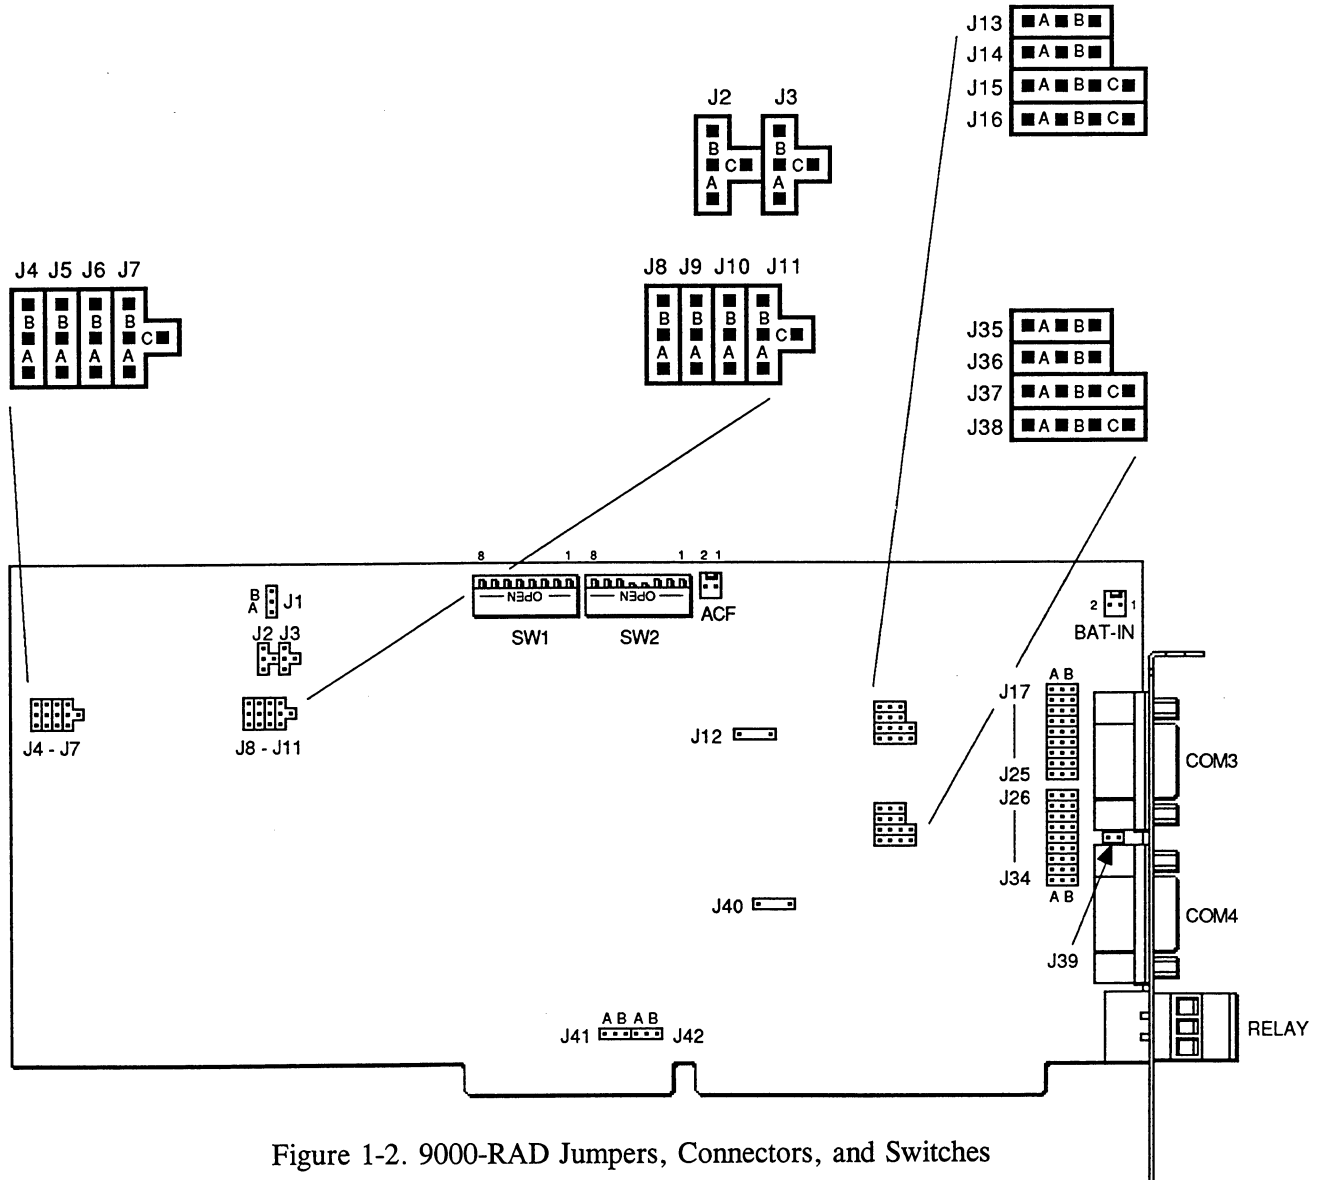 J13 A B
J14 A B
J15 A B C
J16 A B C
J2 J3
B B
C C
A A
J4 J5 J6 J7
B B B B
C
A A A A
J8 J9 J10 J11
B B B B
C
A A A A
J35 A B
J36 A B
J37 A B C
J38 A B C
8 1 8 1 2 1
OPEN OPEN
SW1 SW2 ACF
B
A J1
J2 J3
2 1
BAT-IN
A B
J17
J4 - J7
J8 - J11
J12
J25
J26
COM3
J34
A B
J40
COM4
J39
A B A B
J41 J42
RELAY
Figure 1-2. 9000-RAD Jumpers, Connectors, and Switches